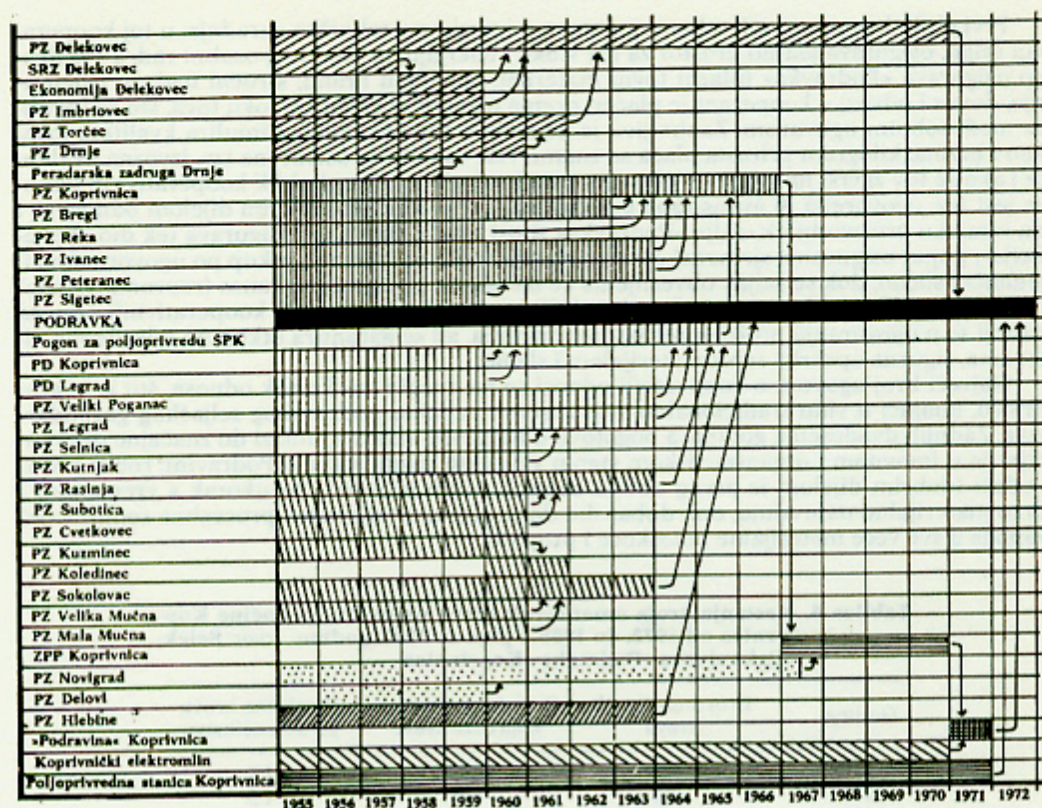 PZ Delekovec
SRZ Delekovec
Ekonomija Delekovec
PZ Imbriovec
PZ Torčec
PZ Drnje
Peradarska zadruga Drnje
PZ Koprivnica
PZ Bregi
PZ Reka
PZ Ivanec
PZ Peteranec
PZ Sigetec
PODRAVKA
Pogon za poljoprivredu ŠPK
PD Koprivnica
PD Legrad
PZ Veliki Poganac
PZ Legrad
PZ Selnica
PZ Kutnjak
PZ Rasinja
PZ Subotica
PZ Cvetkovec
PZ Kuzminec
PZ Koledinec
PZ Sokolovac
PZ Velika Mučna
PZ Mala Mučna
ZPP Koprivnica
PZ Novigrad
PZ Delovi
PZ Hlebine
»Podravina« Koprivnica
Koprivnički elektromlin
Poljoprivredna stanica Koprivnica
1955 1956 1957 1958 1959 1960 1961 1962 1963 1964 1965 1966 1967 1968 1969 1970 1971 1972